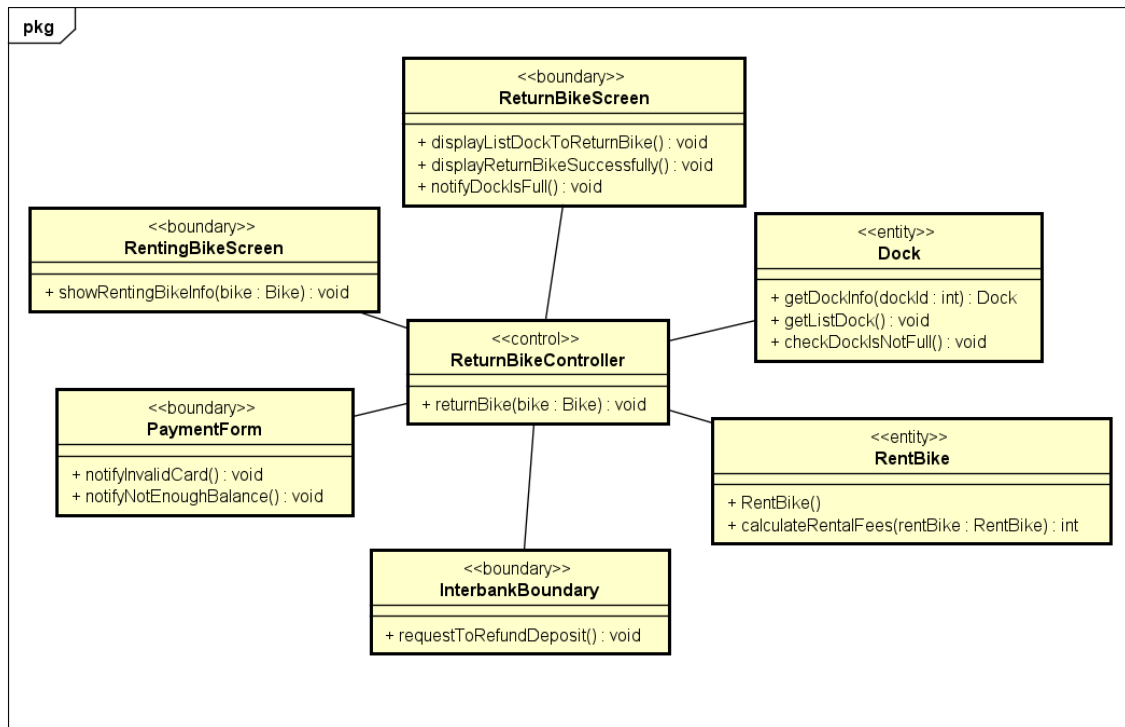 pkg
<<boundary>>
ReturnBikeScreen
+ displayListDockToReturnBike() : void
+ displayReturnBikeSuccessfully() : void
+ notifyDockIsFull() : void
<<boundary>>
RentingBikeScreen
+ showRentingBikeInfo(bike : Bike) : void
<<entity>>
Dock
+ getDockInfo(dockId : int) : Dock
+ getListDock() : void
+ checkDockIsNotFull() : void
<<control>>
ReturnBikeController
+ returnBike(bike : Bike) : void
<<boundary>>
PaymentForm
+ notifyInvalidCard() : void
+ notifyNotEnoughBalance() : void
<<entity>>
RentBike
+ RentBike()
+ calculateRentalFees(rentBike : RentBike) : int
<<boundary>>
InterbankBoundary
+ requestToRefundDeposit() : void